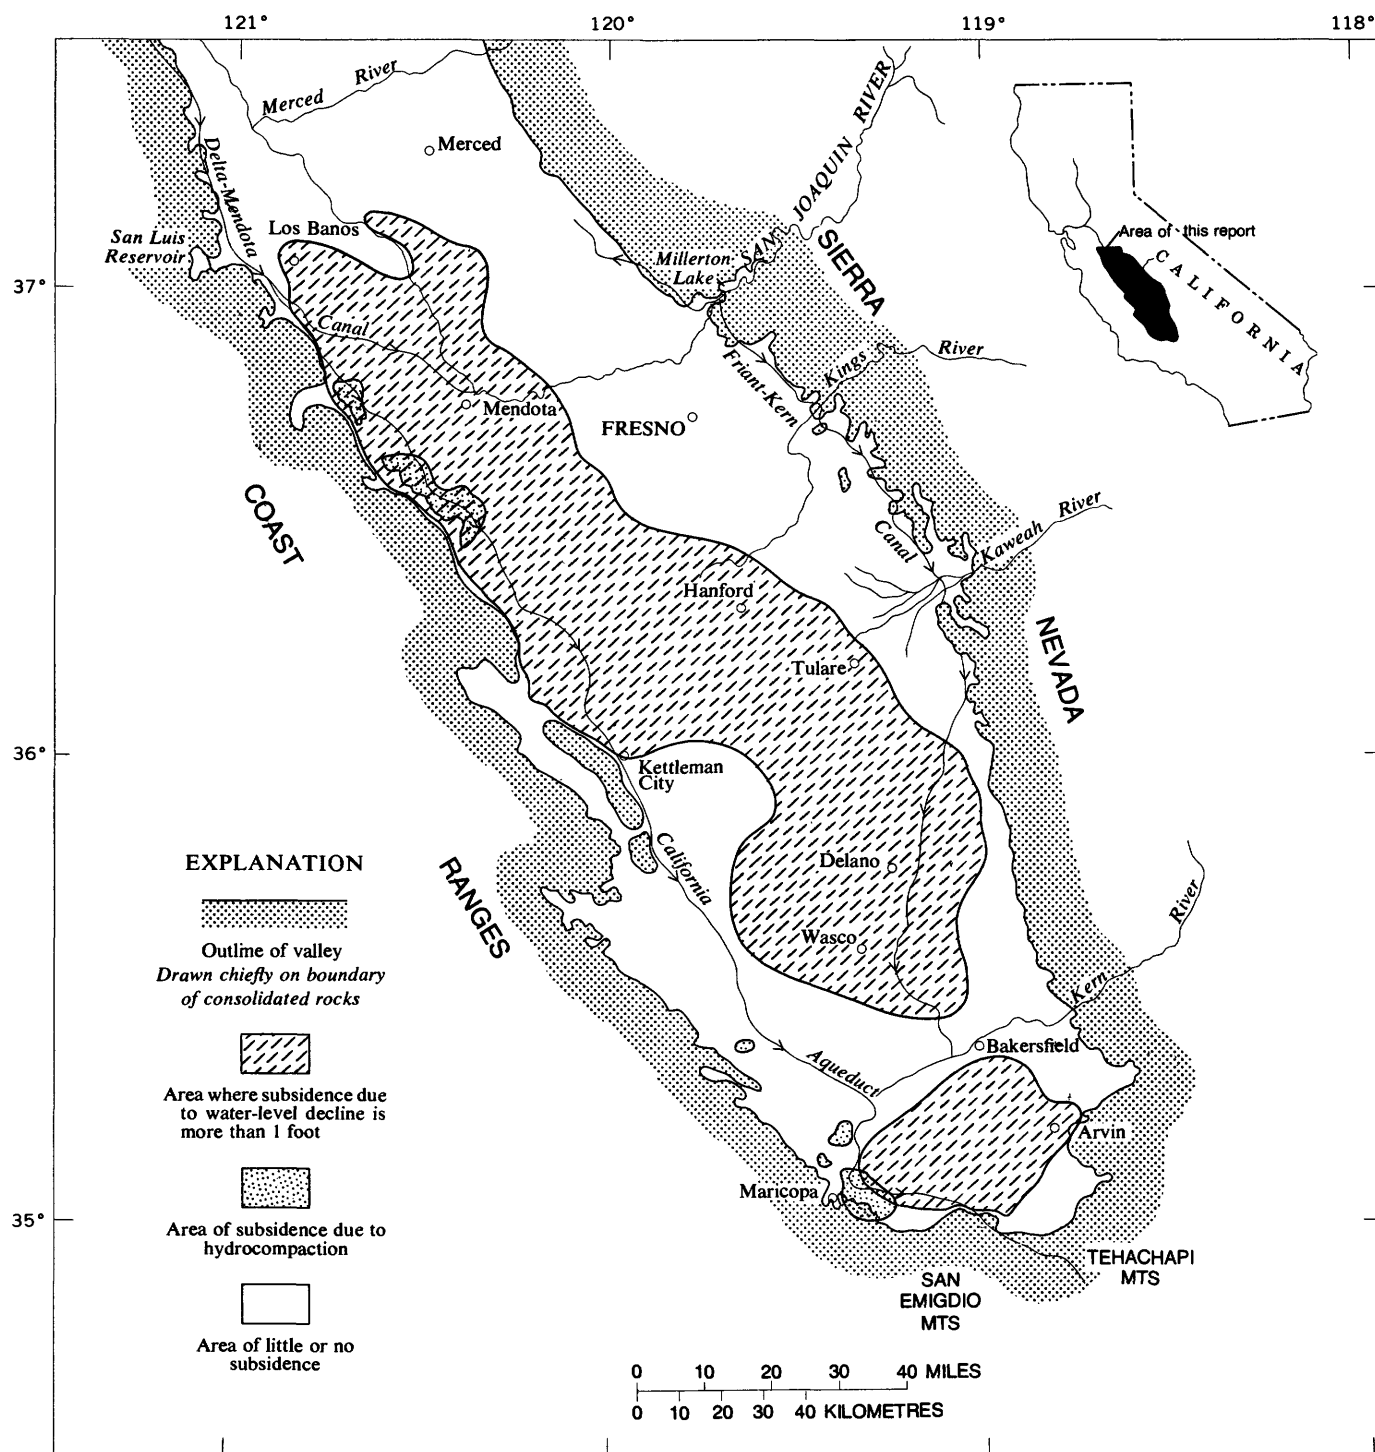 121° 120° 119° 118°
Merced River
Merced
Delta-Mendota
Canal
San Luis
Reservoir
Los Banos
SAN JOAQUIN RIVER
Millerton
Lake
SIERRA
NEVADA
Area of this report
CALIFORNIA
37°
Kings River
Friant-Kern
Canal
Mendota
FRESNO
COAST
RANGES
Kaweah River
Hanford
Tulare
36°
Kettleman
City
California
Aqueduct
Delano
Wasco
Kern River
Bakersfield
Arvin
Maricopa
35°
TEHACHAPI
MTS
SAN
EMIGDIO
MTS
EXPLANATION
Outline of valley
Drawn chiefly on boundary
of consolidated rocks
Area where subsidence due
to water-level decline is
more than 1 foot
Area of subsidence due to
hydrocompaction
Area of little or no
subsidence
0 10 20 30 40 MILES
0 10 20 30 40 KILOMETRES